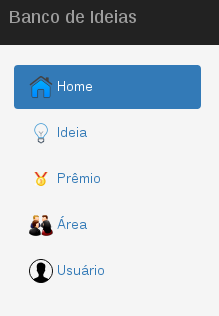 Banco de Ideias
Home
Ideia
Prêmio
Área
Usuário